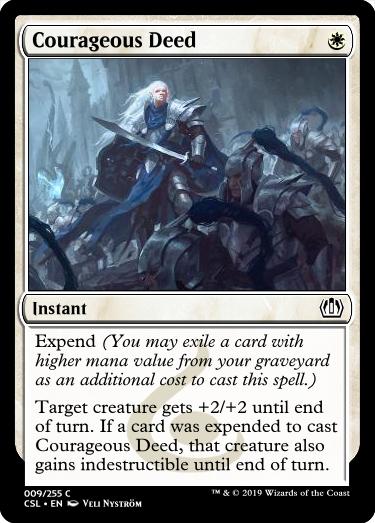 Courageous Deed
Instant
Expend (You may exile a card with
higher mana value from your graveyard
as an additional cost to cast this spell.)
Target creature gets +2/+2 until end
of turn. If a card was expended to cast
Courageous Deed, that creature also
gains indestructible until end of turn.
009/255 C
CSL • EN Veli Nyström
™ & © 2019 Wizards of the Coast